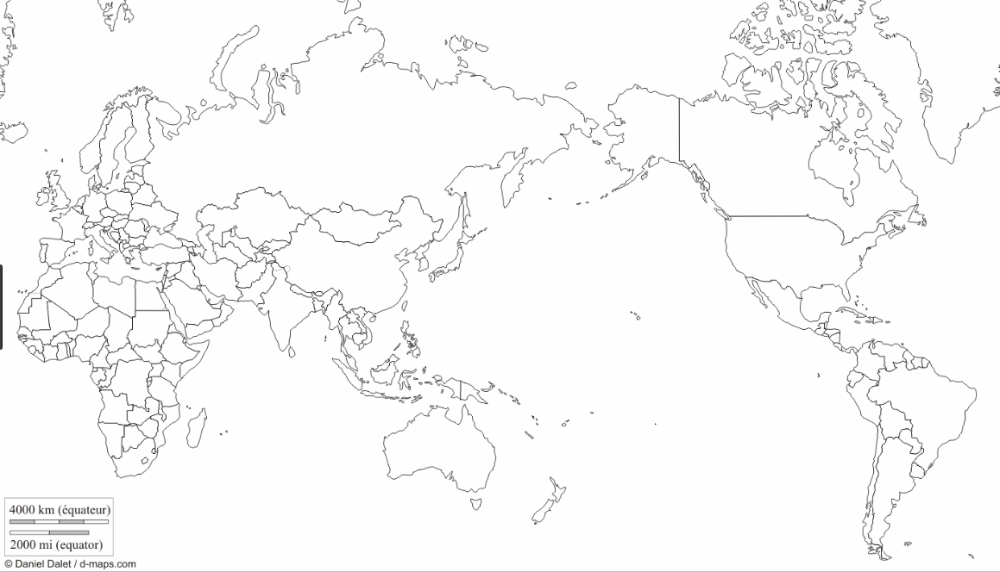 4000 km (équateur)
2000 mi (equator)
© Daniel Dalet / d-maps.com